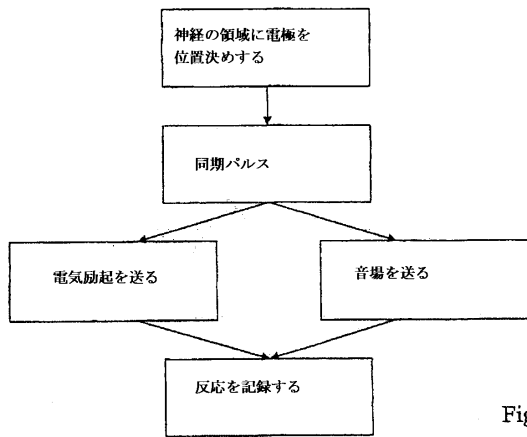 神経の領域に電極を
位置決めする
同期パルス
電気励起を送る
音場を送る
反応を記録する
Fig